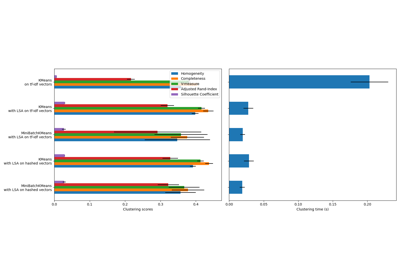 KMeans
on tf-idf vectors
KMeans
with LSA on tf-idf vectors
MiniBatchKMeans
with LSA on tf-idf vectors
KMeans
with LSA on hashed vectors
MiniBatchKMeans
with LSA on hashed vectors
Homogeneity
Completeness
V-measure
Adjusted Rand-Index
Silhouette Coefficient
0.0 0.1 0.2 0.3 0.4
Clustering scores
0.00 0.05 0.10 0.15 0.20
Clustering time (s)